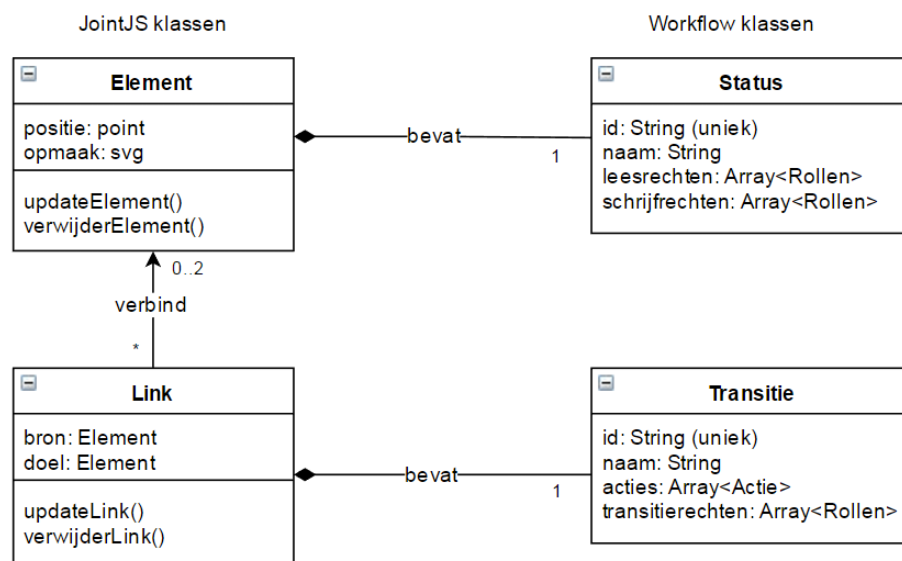 JointJS klassen
Workflow klassen
Element
positie: point
opmaak: svg
updateElement()
verwijderElement()
bevat
1
Status
id: String (uniek)
naam: String
leesrechten: Array<Rollen>
schrijfrechten: Array<Rollen>
0..2
verbind
*
Link
bron: Element
doel: Element
updateLink()
verwijderLink()
bevat
1
Transitie
id: String (uniek)
naam: String
acties: Array<Actie>
transitierechten: Array<Rollen>